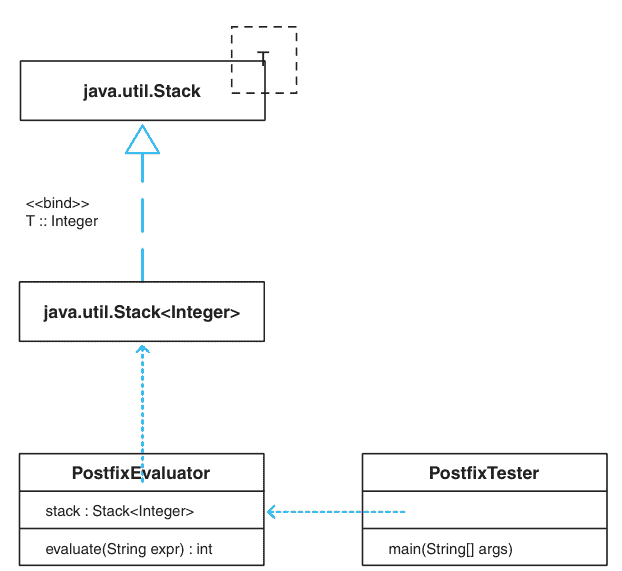 T
java.util.Stack
<<bind>>
T :: Integer
java.util.Stack<Integer>
PostfixEvaluator
stack : Stack<Integer>
evaluate(String expr) : int
PostfixTester
main(String[] args)